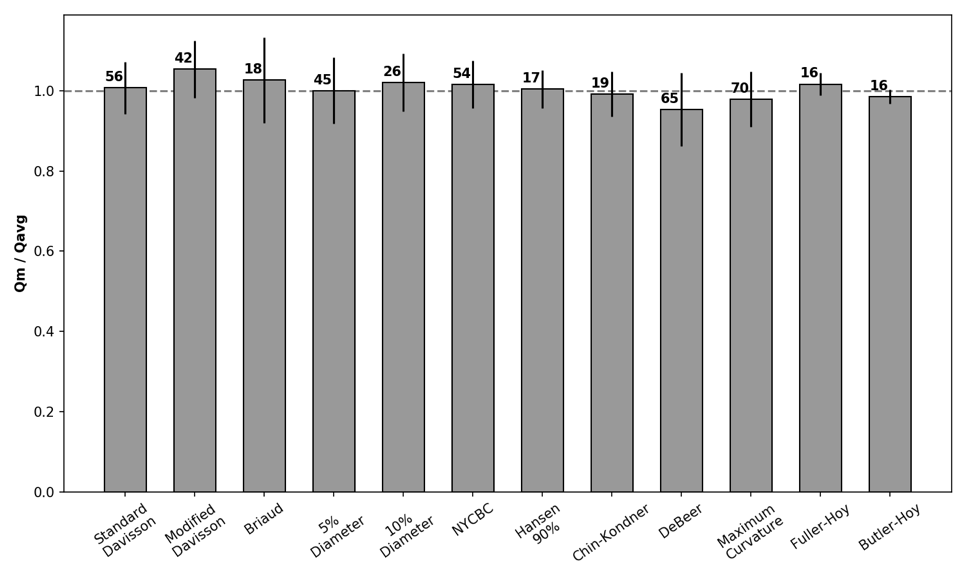 56
42
18
45
26
54
17
19
65
70
16
16
1.0
0.8
0.6
0.4
0.2
0.0
Qm / Qavg
Standard
Davisson
Modified
Davisson
Briaud
5%
Diameter
10%
Diameter
NYCBC
Hansen
90%
Chin-Kondner
DeBeer
Maximum
Curvature
Fuller-Hoy
Butler-Hoy